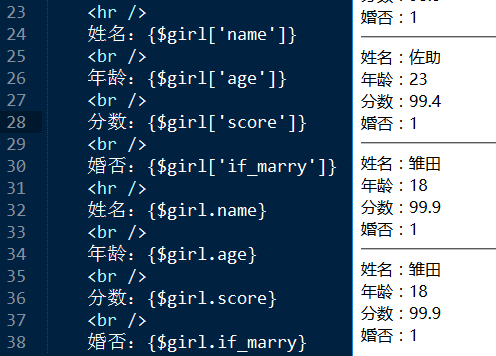 23 <hr />
24 姓名：{$girl['name']}
25 <br />
26 年龄：{$girl['age']}
27 <br />
28 分数：{$girl['score']}
29 <br />
30 婚否：{$girl['if_marry']}
31 <hr />
32 姓名：{$girl.name}
33 <br />
34 年龄：{$girl.age}
35 <br />
36 分数：{$girl.score}
37 <br />
38 婚否：{$girl.if_marry}
婚否：1
姓名：佐助
年龄：23
分数：99.4
婚否：1
姓名：雏田
年龄：18
分数：99.9
婚否：1
姓名：雏田
年龄：18
分数：99.9
婚否：1